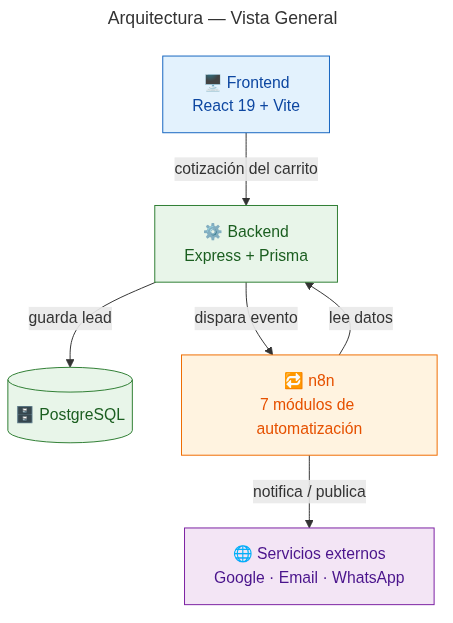 Arquitectura — Vista General
🖥️ Frontend
React 19 + Vite
cotización del carrito
⚙️ Backend
Express + Prisma
guarda lead
dispara evento
lee datos
🗄️ PostgreSQL
🔁 n8n
7 módulos de
automatización
notifica / publica
🌐 Servicios externos
Google · Email · WhatsApp